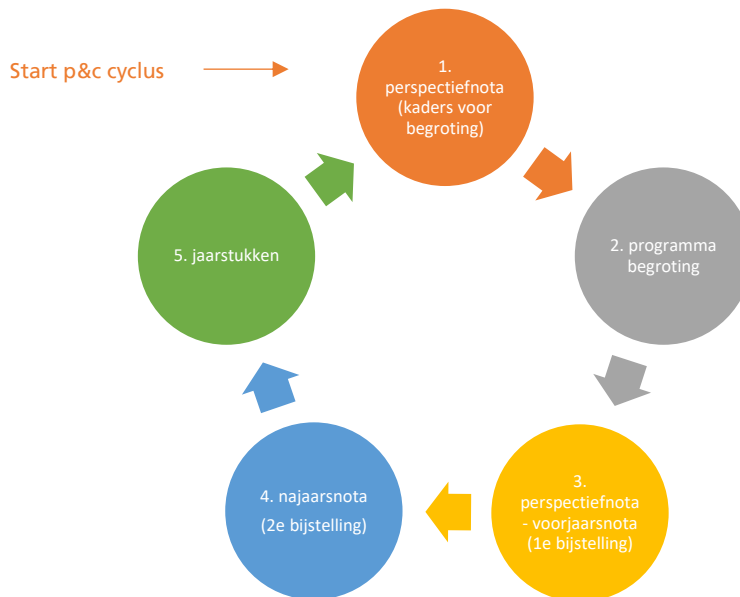 Start p&c cyclus
1.
perspectiefnota
(kaders voor
begroting)
2. programma
begroting
3.
perspectiefnota
- voorjaarsnota
(1e bijstelling)
4. najaarsnota
(2e bijstelling)
5. jaarstukken